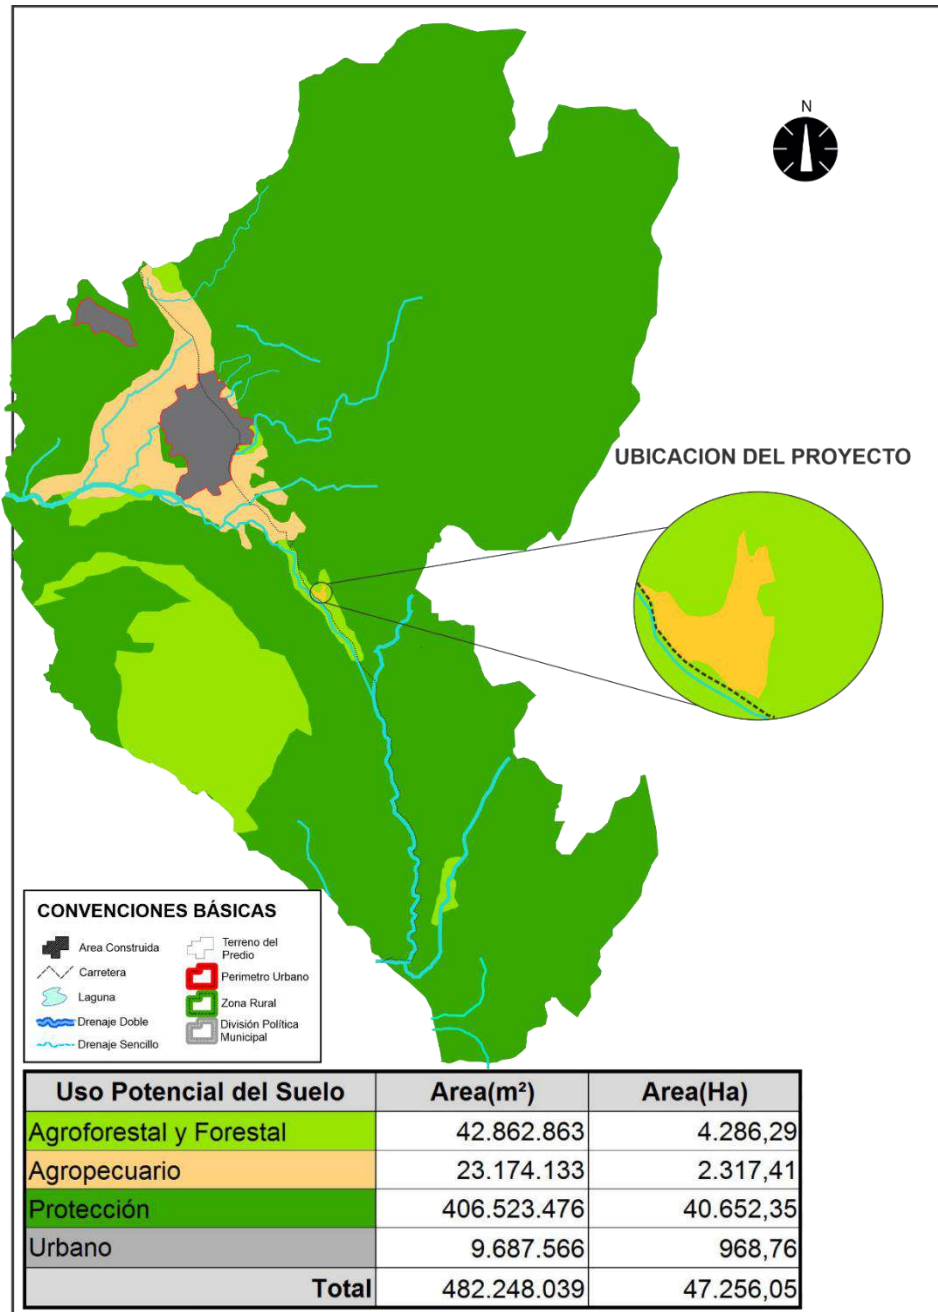 N
UBICACION DEL PROYECTO
CONVENCIONES BÁSICAS
Area Construida
Carretera
Laguna
Drenaje Doble
Drenaje Sencillo
Terreno del
Predio
Perimetro Urbano
Zona Rural
División Política
Municipal
Uso Potencial del Suelo Area(m²) Area(Ha)
Agroforestal y Forestal 42.862.863 4.286,29
Agropecuario 23.174.133 2.317,41
Protección 406.523.476 40.652,35
Urbano 9.687.566 968,76
Total 482.248.039 47.256,05